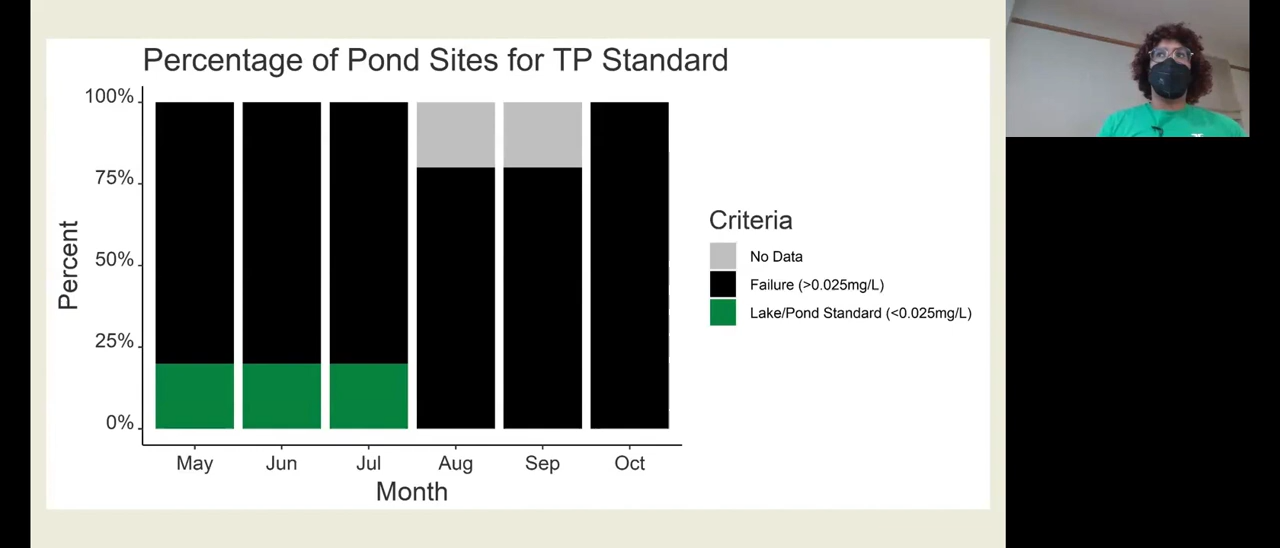 Percentage of Pond Sites for TP Standard
100%
75%
50%
25%
0%
Percent
May Jun Jul Aug Sep Oct
Month
Criteria
No Data
Failure (>0.025mg/L)
Lake/Pond Standard (<0.025mg/L)